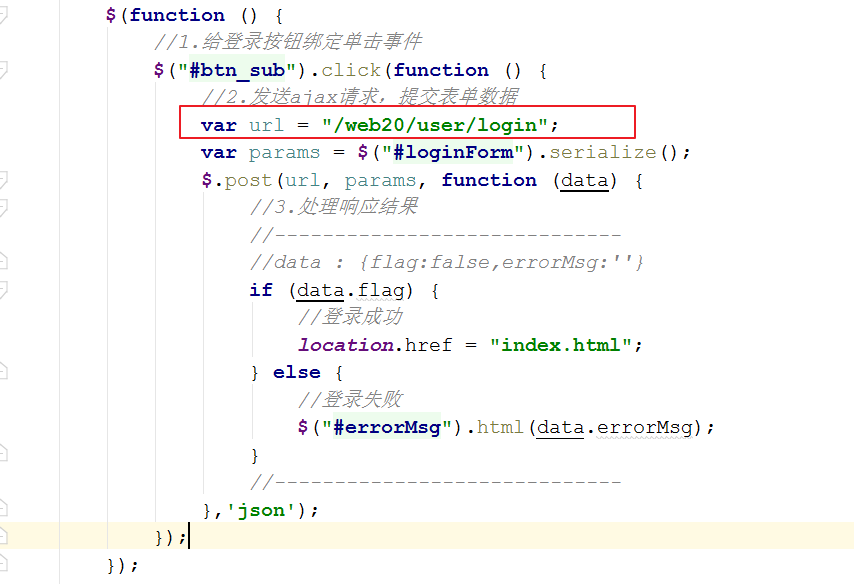 $(function () {
//1.给登录按钮绑定单击事件
$("#btn_sub").click(function () {
//2.发送ajax请求，提交表单数据
var url = "/web20/user/login";
var params = $("#loginForm").serialize();
$.post(url, params, function (data) {
//3.处理响应结果
//-----------------------------
//data : {flag:false,errorMsg:''}
if (data.flag) {
//登录成功
location.href = "index.html";
} else {
//登录失败
$("#errorMsg").html(data.errorMsg);
}
//-----------------------------
},'json');
});
});